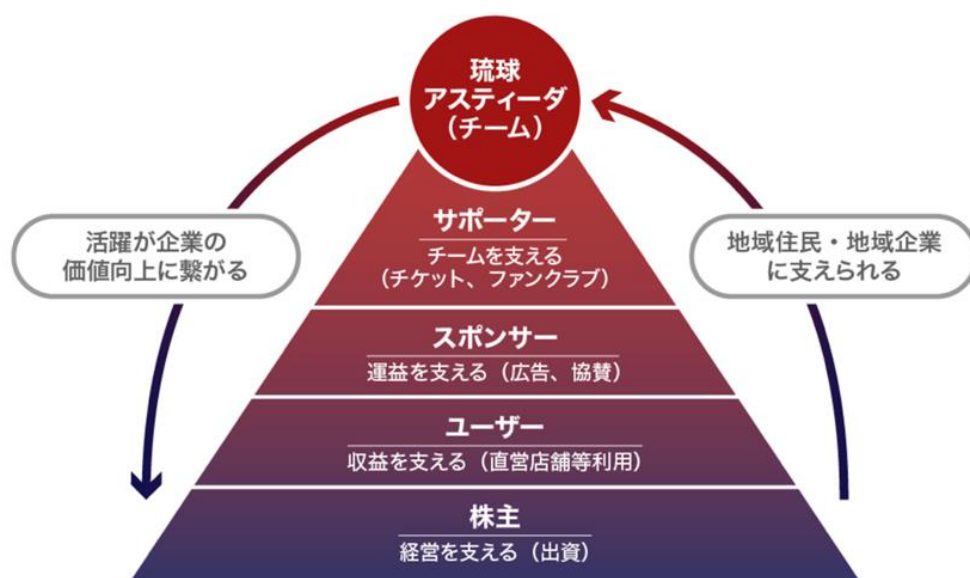 琉球
アスティーダ
（チーム）
サポーター
チームを支える
（チケット、ファンクラブ）
活躍が企業の
価値向上に繋がる
地域住民・地域企業
に支えられる
スポンサー
運益を支える（広告、協賛）
ユーザー
収益を支える（直営店舗等利用）
株主
経営を支える（出資）